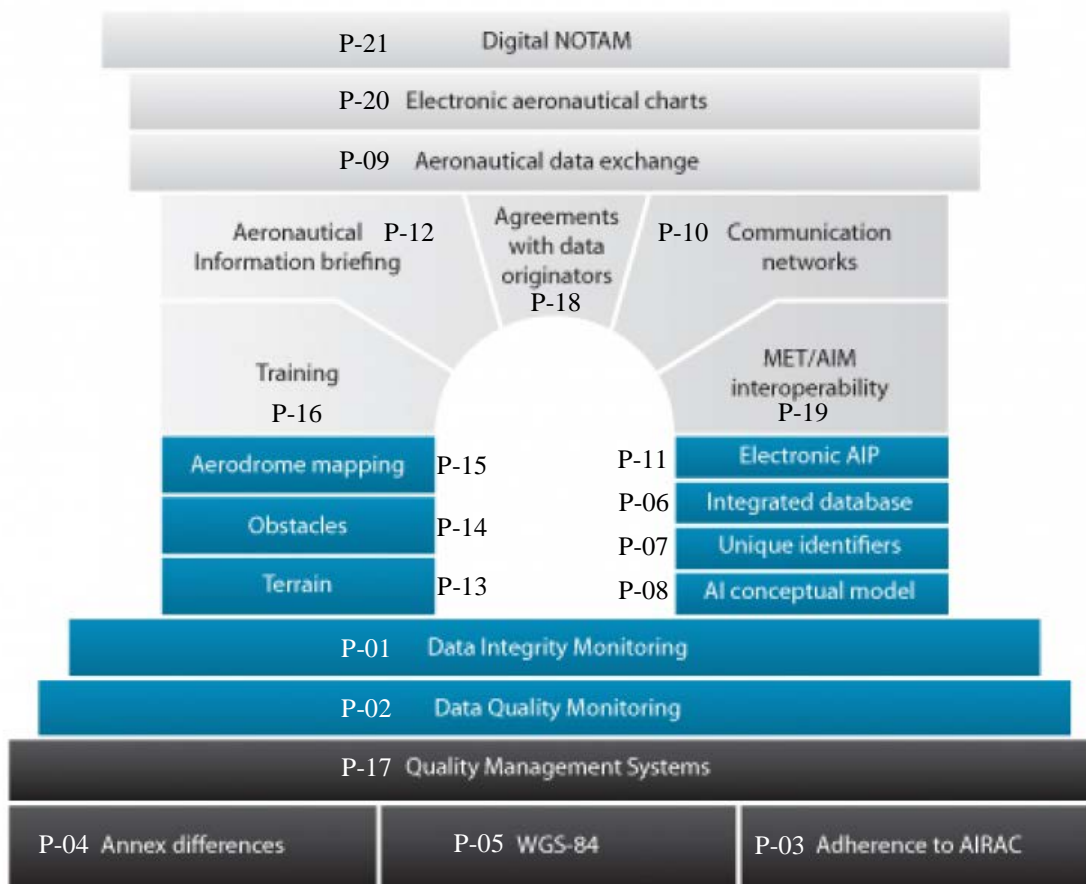 P-21 Digital NOTAM
P-20 Electronic aeronautical charts
P-09 Aeronautical data exchange
Aeronautical P-12
Information briefing
Agreements
with data
originators
P-18
P-10 Communication
networks
Training
P-16
MET/AIM
interoperability
P-19
Aerodrome mapping P-15
P-11 Electronic AIP
Obstacles P-14
P-06 Integrated database
P-07 Unique identifiers
Terrain P-13
P-08 AI conceptual model
P-01 Data Integrity Monitoring
P-02 Data Quality Monitoring
P-17 Quality Management Systems
P-04 Annex differences
P-05 WGS-84
P-03 Adherence to AIRAC